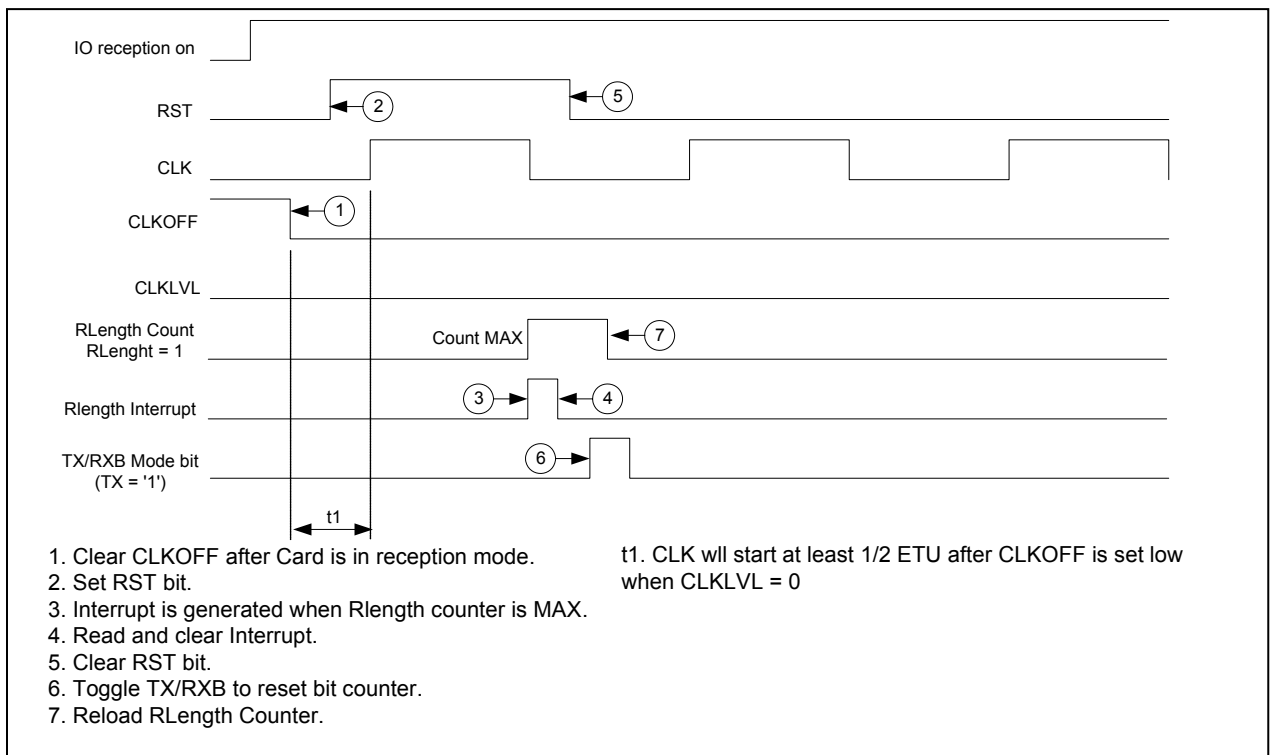 IO reception on
RST
2
5
CLK
CLKOFF
1
CLKLVL
RLength Count
RLenght = 1
Count MAX
7
Rlength Interrupt
3
4
TX/RXB Mode bit
(TX = '1')
6
t1
1. Clear CLKOFF after Card is in reception mode.
2. Set RST bit.
3. Interrupt is generated when Rlength counter is MAX.
4. Read and clear Interrupt.
5. Clear RST bit.
6. Toggle TX/RXB to reset bit counter.
7. Reload RLength Counter.
t1. CLK wll start at least 1/2 ETU after CLKOFF is set low
when CLKLVL = 0